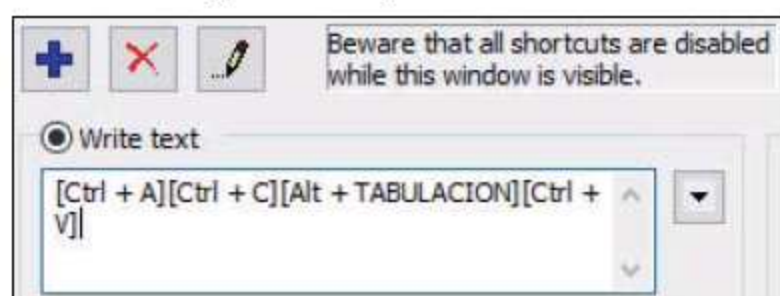 Beware that all shortcuts are disabled
while this window is visible.
Write text
[Ctrl + A][Ctrl + C][Alt + TABULACION][Ctrl +
V]